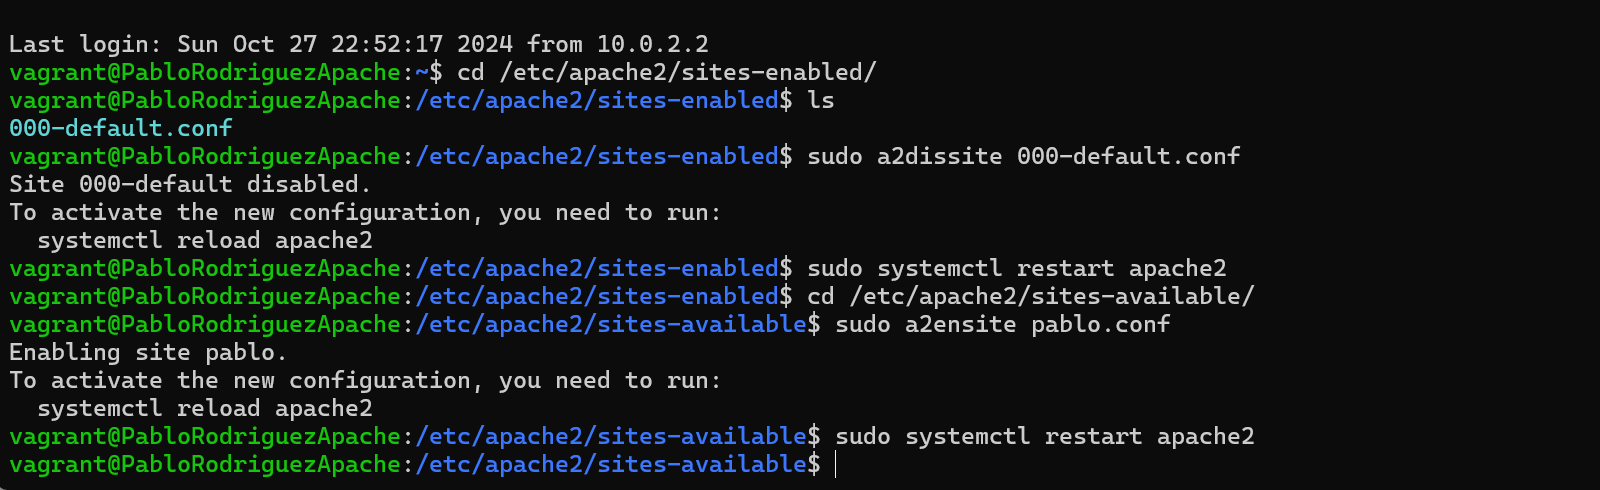 Last login: Sun Oct 27 22:52:17 2024 from 10.0.2.2
vagrant@PabloRodriguezApache:~$ cd /etc/apache2/sites-enabled/
vagrant@PabloRodriguezApache:/etc/apache2/sites-enabled$ ls
000-default.conf
vagrant@PabloRodriguezApache:/etc/apache2/sites-enabled$ sudo a2dissite 000-default.conf
Site 000-default disabled.
To activate the new configuration, you need to run:
  systemctl reload apache2
vagrant@PabloRodriguezApache:/etc/apache2/sites-enabled$ sudo systemctl restart apache2
vagrant@PabloRodriguezApache:/etc/apache2/sites-enabled$ cd /etc/apache2/sites-available/
vagrant@PabloRodriguezApache:/etc/apache2/sites-available$ sudo a2ensite pablo.conf
Enabling site pablo.
To activate the new configuration, you need to run:
  systemctl reload apache2
vagrant@PabloRodriguezApache:/etc/apache2/sites-available$ sudo systemctl restart apache2
vagrant@PabloRodriguezApache:/etc/apache2/sites-available$